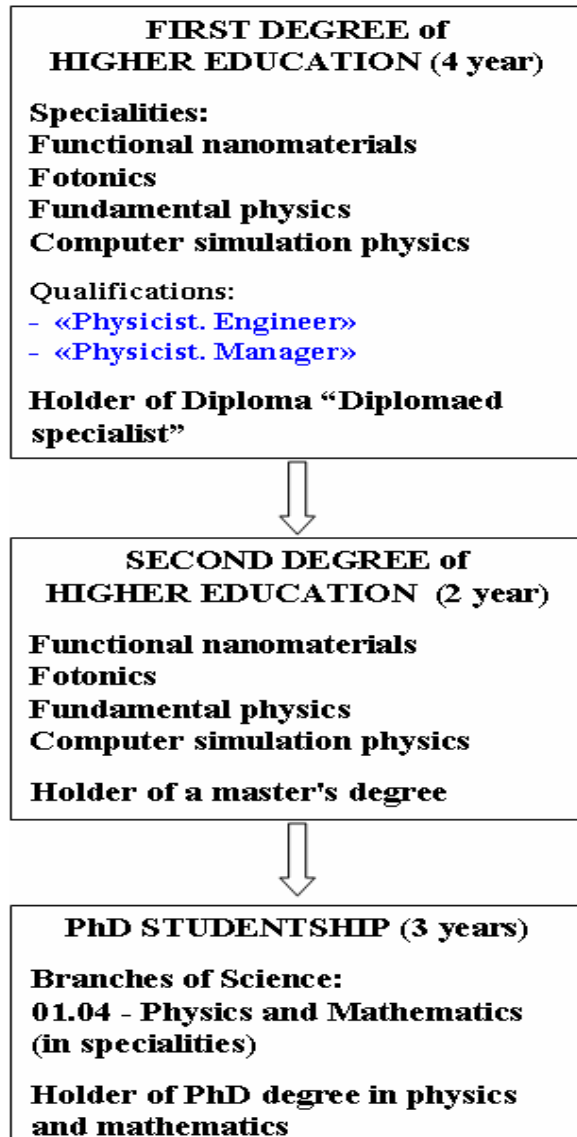 FIRST DEGREE of
HIGHER EDUCATION (4 year)
Specialities:
Functional nanomaterials
Fotonics
Fundamental physics
Computer simulation physics
Qualifications:
- «Physicist. Engineer»
- «Physicist. Manager»
Holder of Diploma “Diplomaed
specialist”
SECOND DEGREE of
HIGHER EDUCATION (2 year)
Functional nanomaterials
Fotonics
Fundamental physics
Computer simulation physics
Holder of a master's degree
PhD STUDENTSHIP (3 years)
Branches of Science:
01.04 - Physics and Mathematics
(in specialities)
Holder of PhD degree in physics
and mathematics